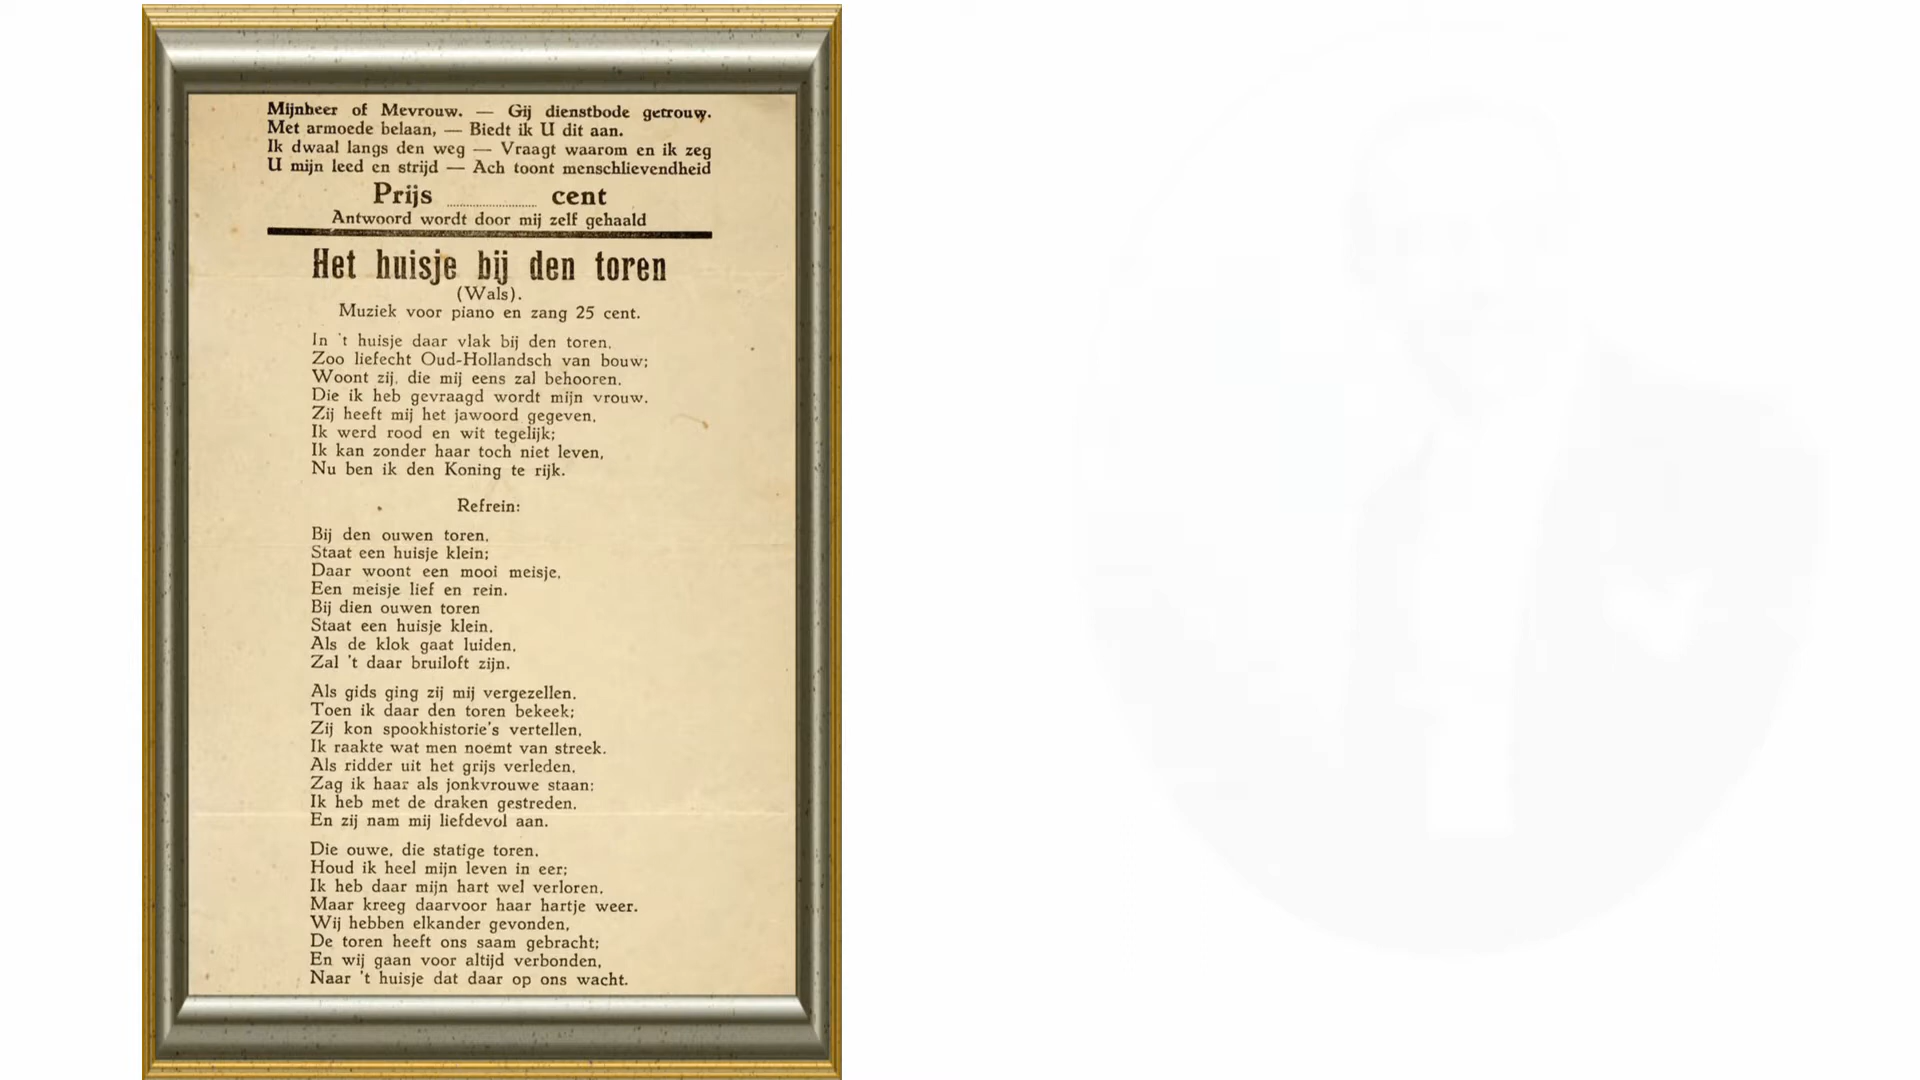 Mijnheer of Mevrouw. — Gij dienstbode getrouw.
Met armoede belaan, — Biedt ik U dit aan.
Ik dwaal langs den weg — Vraagt waarom en ik zeg
U mijn leed en strijd — Ach toont menschlievendheid
Prijs .................... cent
Antwoord wordt door mij zelf gehaald
Het huisje bij den toren
(Wals).
Muziek voor piano en zang 25 cent.
In 't huisje daar vlak bij den toren,
Zoo liefecht Oud-Hollandsch van bouw;
Woont zij, die mij eens zal behooren,
Die ik heb gevraagd wordt mijn vrouw.
Zij heeft mij het jawoord gegeven,
Ik werd rood en wit tegelijk;
Ik kan zonder haar toch niet leven,
Nu ben ik den Koning te rijk.
Refrein:
Bij den ouwen toren,
Staat een huisje klein;
Daar woont een mooi meisje,
Een meisje lief en rein.
Bij dien ouwen toren
Staat een huisje klein,
Als de klok gaat luiden,
Zal 't daar bruiloft zijn.
Als gids ging zij mij vergezellen,
Toen ik daar den toren bekeek;
Zij kon spookhistorie's vertellen,
Ik raakte wat men noemt van streek.
Als ridder uit het grijs verleden,
Zag ik haar als jonkvrouwe staan;
Ik heb met de draken gestreden,
En zij nam mij liefdevol aan.
Die ouwe, die statige toren,
Houd ik heel mijn leven in eer;
Ik heb daar mijn hart wel verloren,
Maar kreeg daarvoor haar hartje weer.
Wij hebben elkander gevonden,
De toren heeft ons saam gebracht;
En wij gaan voor altijd verbonden,
Naar 't huisje dat daar op ons wacht.